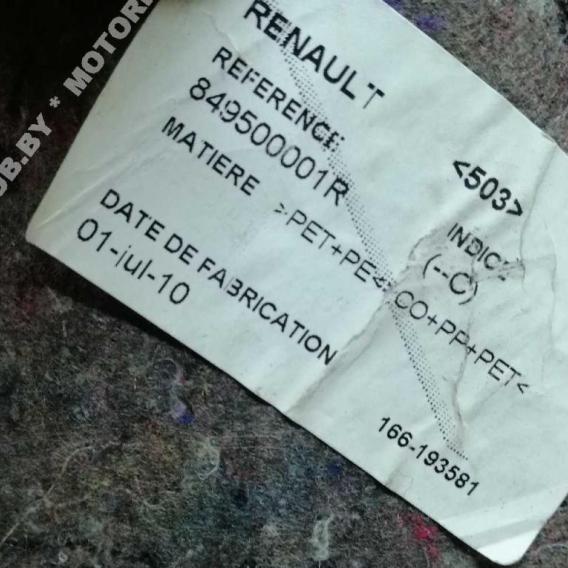 RENAULT
<503>
REFERENCE
INDICE
849500001R
(--C)
MATIERE >PET+PE<>CO+PP+PET<
DATE DE FABRICATION
01-jul-10
166-193581
UB.BY * MOTOR